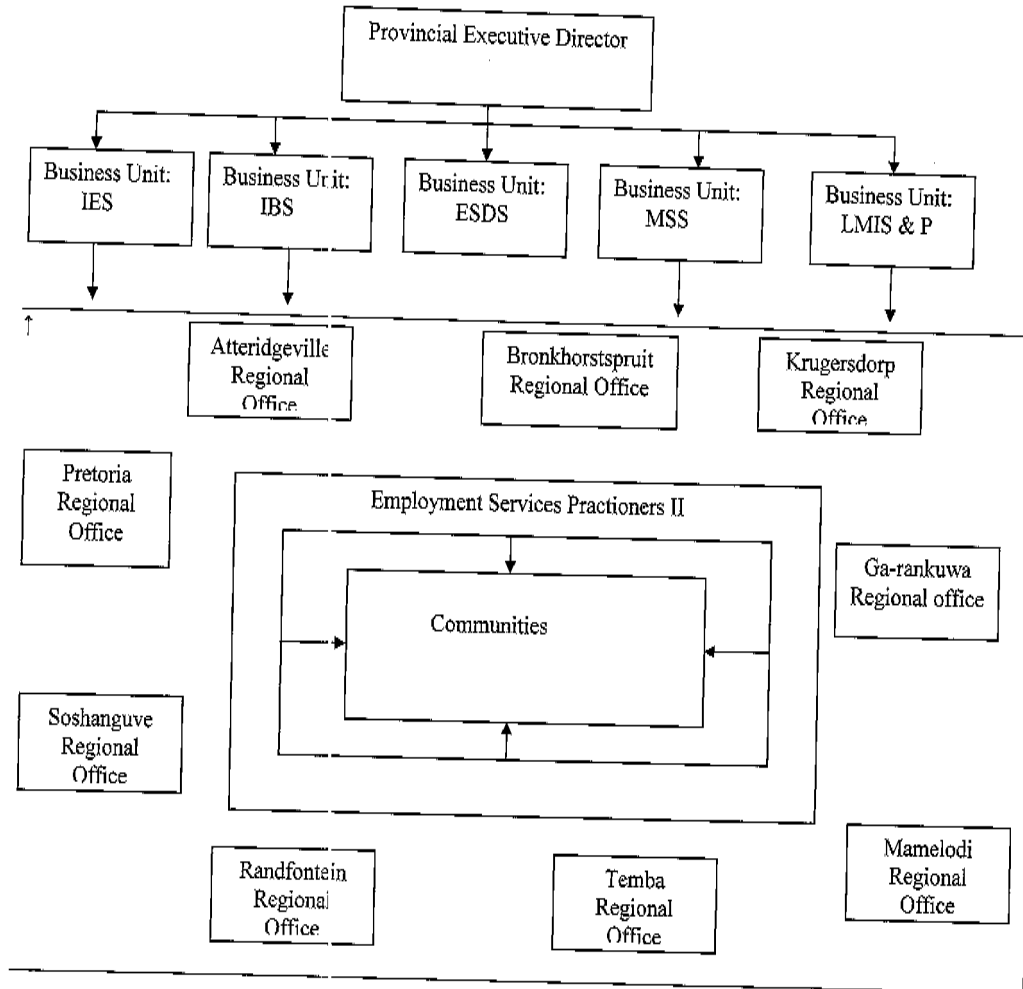 Provincial Executive Director
Business Unit:
IES
Business Unit:
IBS
Business Unit:
ESDS
Business Unit:
MSS
Business Unit:
LMIS & P
↑
Atteridgeville
Regional
Office
Bronkhorstspruit
Regional Office
Krugersdorp
Regional
Office
Pretoria
Regional
Office
Employment Services Practioners II
Ga-rankuwa
Regional office
Communities
Soshanguve
Regional
Office
Randfontein
Regional
Office
Temba
Regional
Office
Mamelodi
Regional
Office